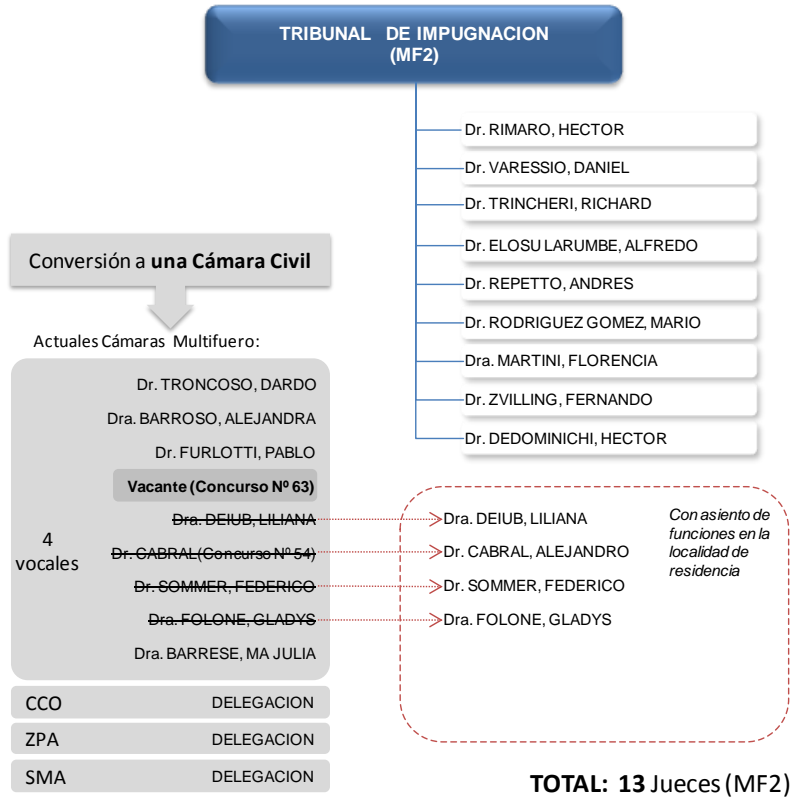 TRIBUNAL DE IMPUGNACION
(MF2)
Dr. RIMARO, HECTOR
Dr. VARESSIO, DANIEL
Dr. TRINCHERI, RICHARD
Dr. ELOSU LARUMBE, ALFREDO
Dr. REPETTO, ANDRES
Dr. RODRIGUEZ GOMEZ, MARIO
Dra. MARTINI, FLORENCIA
Dr. ZVILLING, FERNANDO
Dr. DEDOMINICHI, HECTOR
Conversión a una Cámara Civil
Actuales Cámaras Multifuero:
4
vocales
Dr. TRONCOSO, DARDO
Dra. BARROSO, ALEJANDRA
Dr. FURLOTTI, PABLO
Vacante (Concurso Nº 63)
Dra. DEIUB, LILIANA
Dr. CABRAL(Concurso Nº 54)
Dr. SOMMER, FEDERICO
Dra. FOLONE, GLADYS
Dra. BARRESE, MA JULIA
Dra. DEIUB, LILIANA
Dr. CABRAL, ALEJANDRO
Dr. SOMMER, FEDERICO
Dra. FOLONE, GLADYS
Con asiento de
funciones en la
localidad de
residencia
CCO DELEGACION
ZPA DELEGACION
SMA DELEGACION
TOTAL: 13 Jueces (MF2)